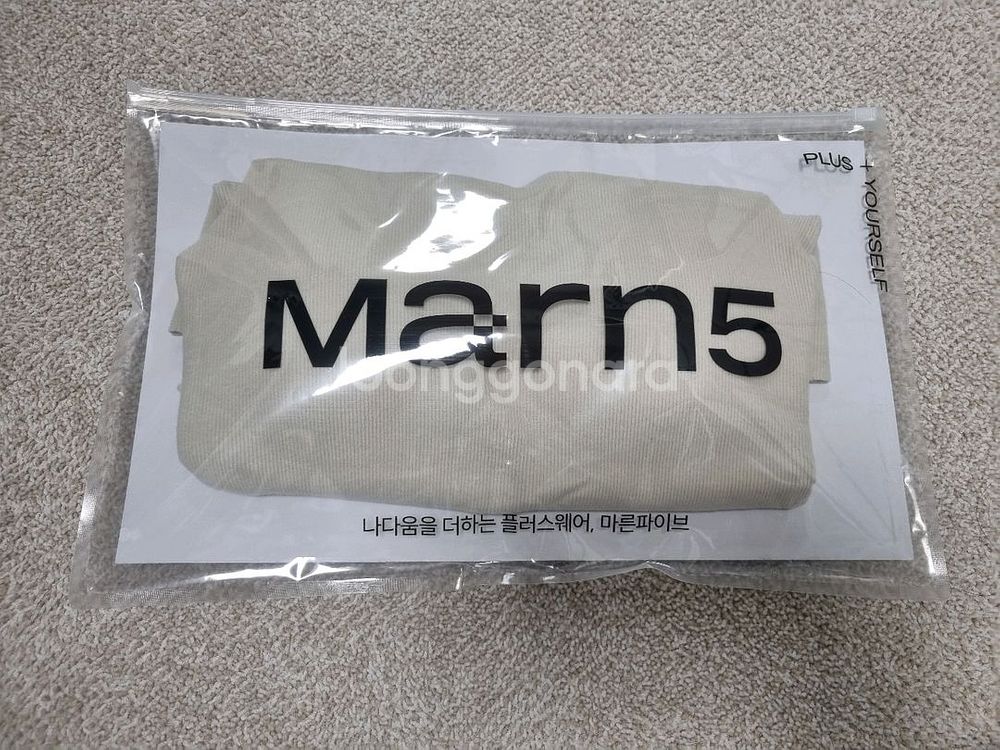 PLUS + YOURSELF
Marn5
Joonggonara
나다움을 더하는 플러스웨어, 마른파이브